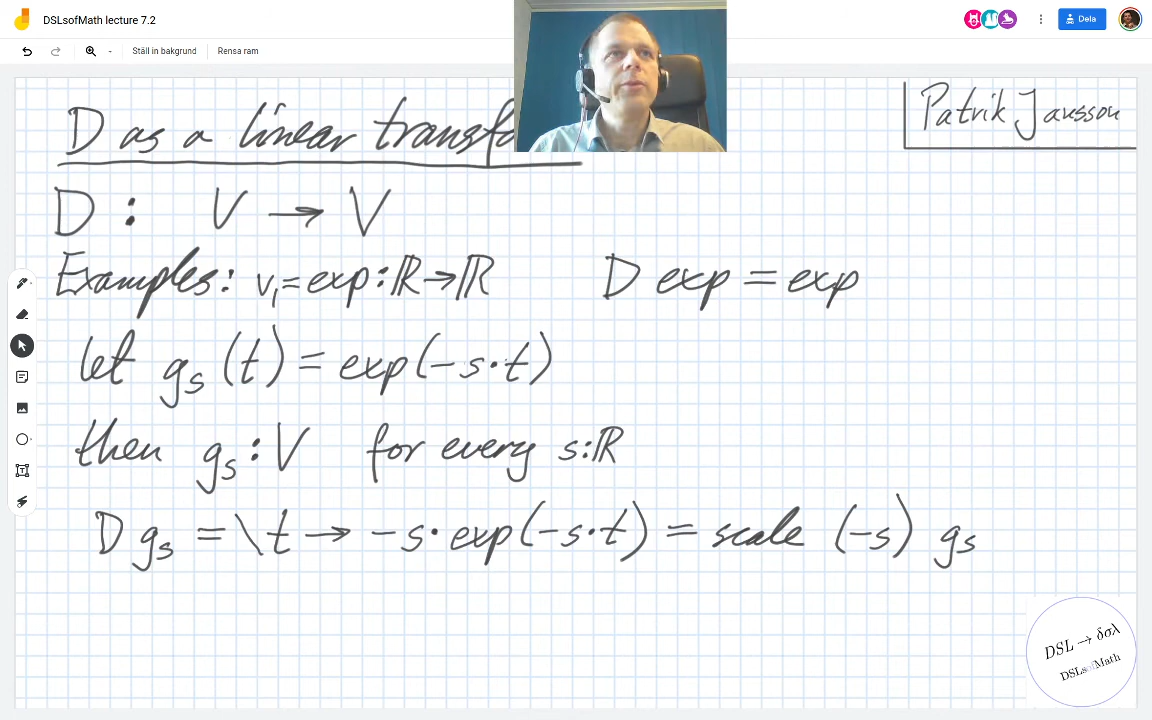 DSLsofMath lecture 7.2
Dela
Ställ in bakgrund
Rensa ram
D as a linear transf
Patrik Jansson
D : V → V
Examples: v₁ = exp : ℝ → ℝ D exp = exp
let gₛ (t) = exp(-s·t)
then gₛ : V for every s:ℝ
D gₛ = \t → -s·exp(-s·t) = scale (-s) gₛ
DSL → δσλ
DSLsofMath